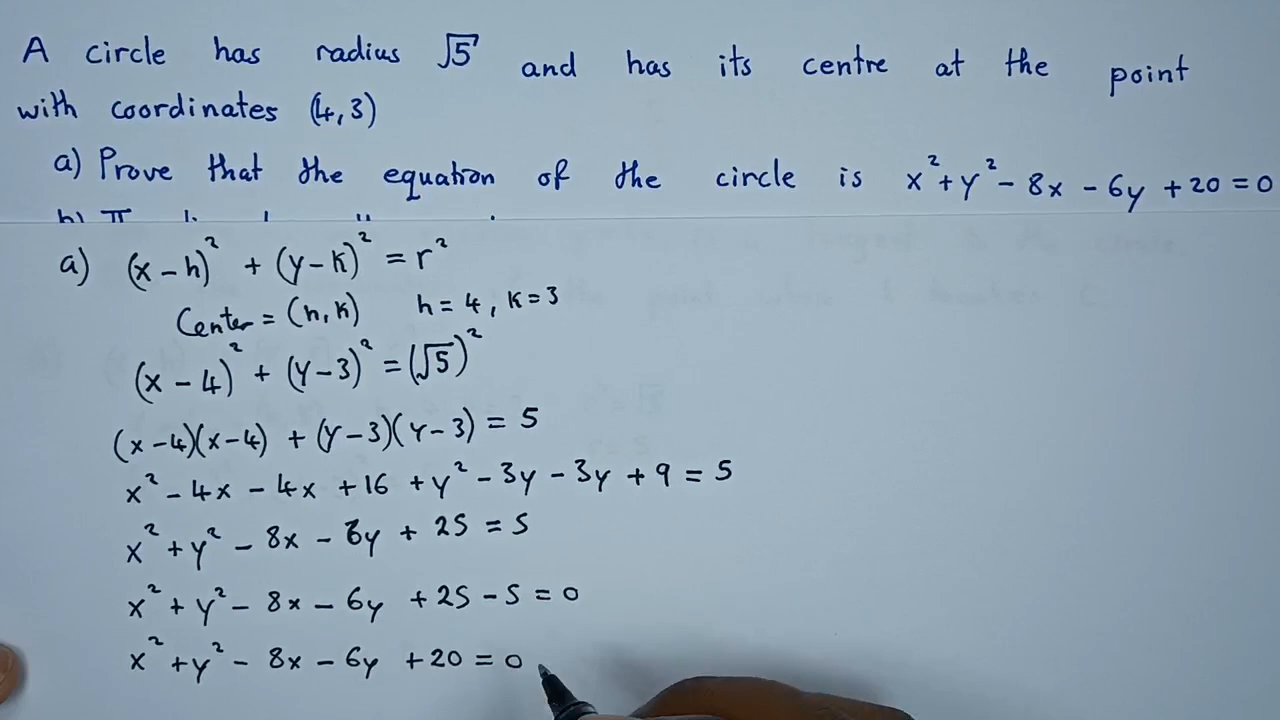 A circle has radius √5 and has its centre at the point
with coordinates (4,3)
a) Prove that the equation of the circle is x² + y² - 8x - 6y + 20 = 0
a) (x-h)² + (y-k)² = r²
Center = (h,k) h = 4, k = 3
(x - 4)² + (y-3)² = (√5)²
(x-4)(x-4) + (y-3)(y-3) = 5
x² - 4x - 4x + 16 + y² - 3y - 3y + 9 = 5
x² + y² - 8x - 6y + 25 = 5
x² + y² - 8x - 6y + 25 - 5 = 0
x² + y² - 8x - 6y + 20 = 0